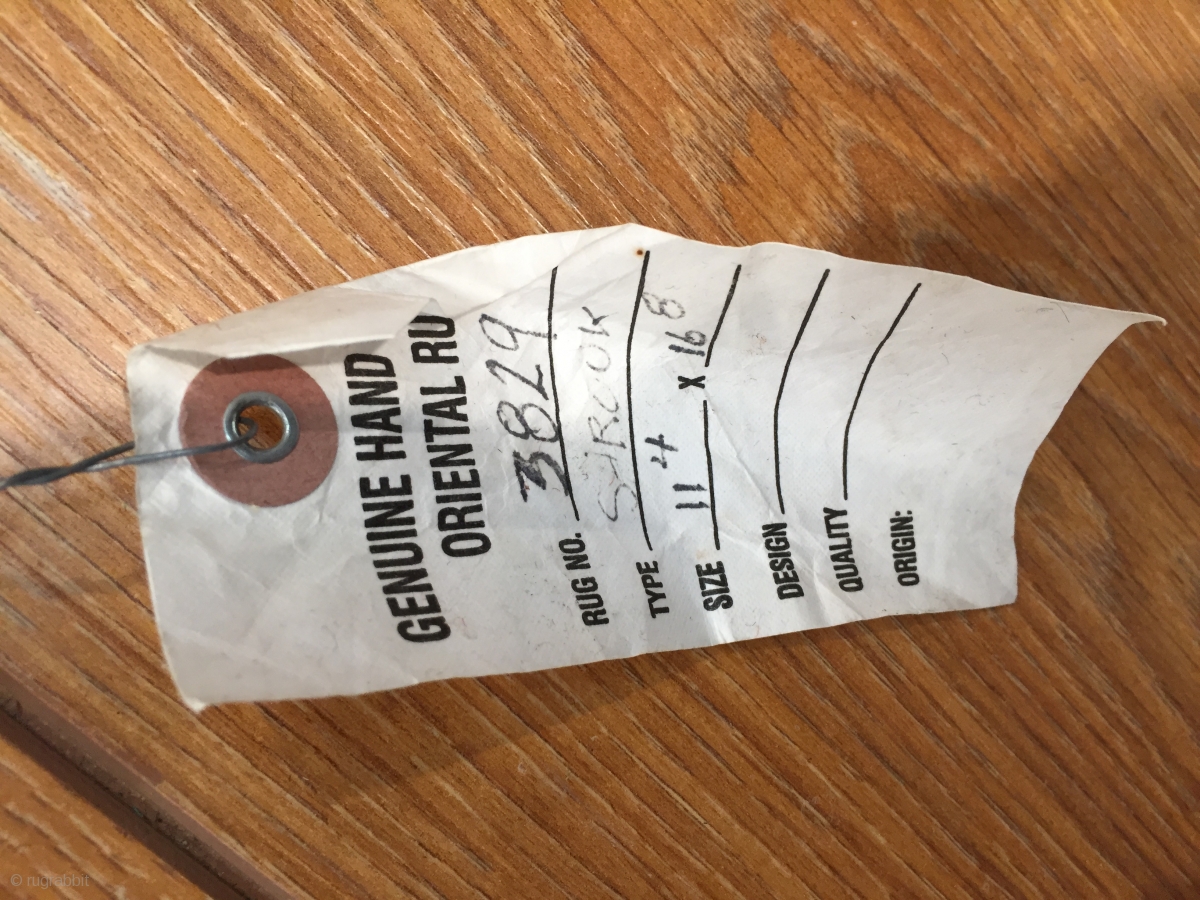 GENUINE HAND
ORIENTAL RU
RUG NO. 3829
TYPE
SIZE 11 4 X 16 8
DESIGN
QUALITY
ORIGIN:
© rugrabbit